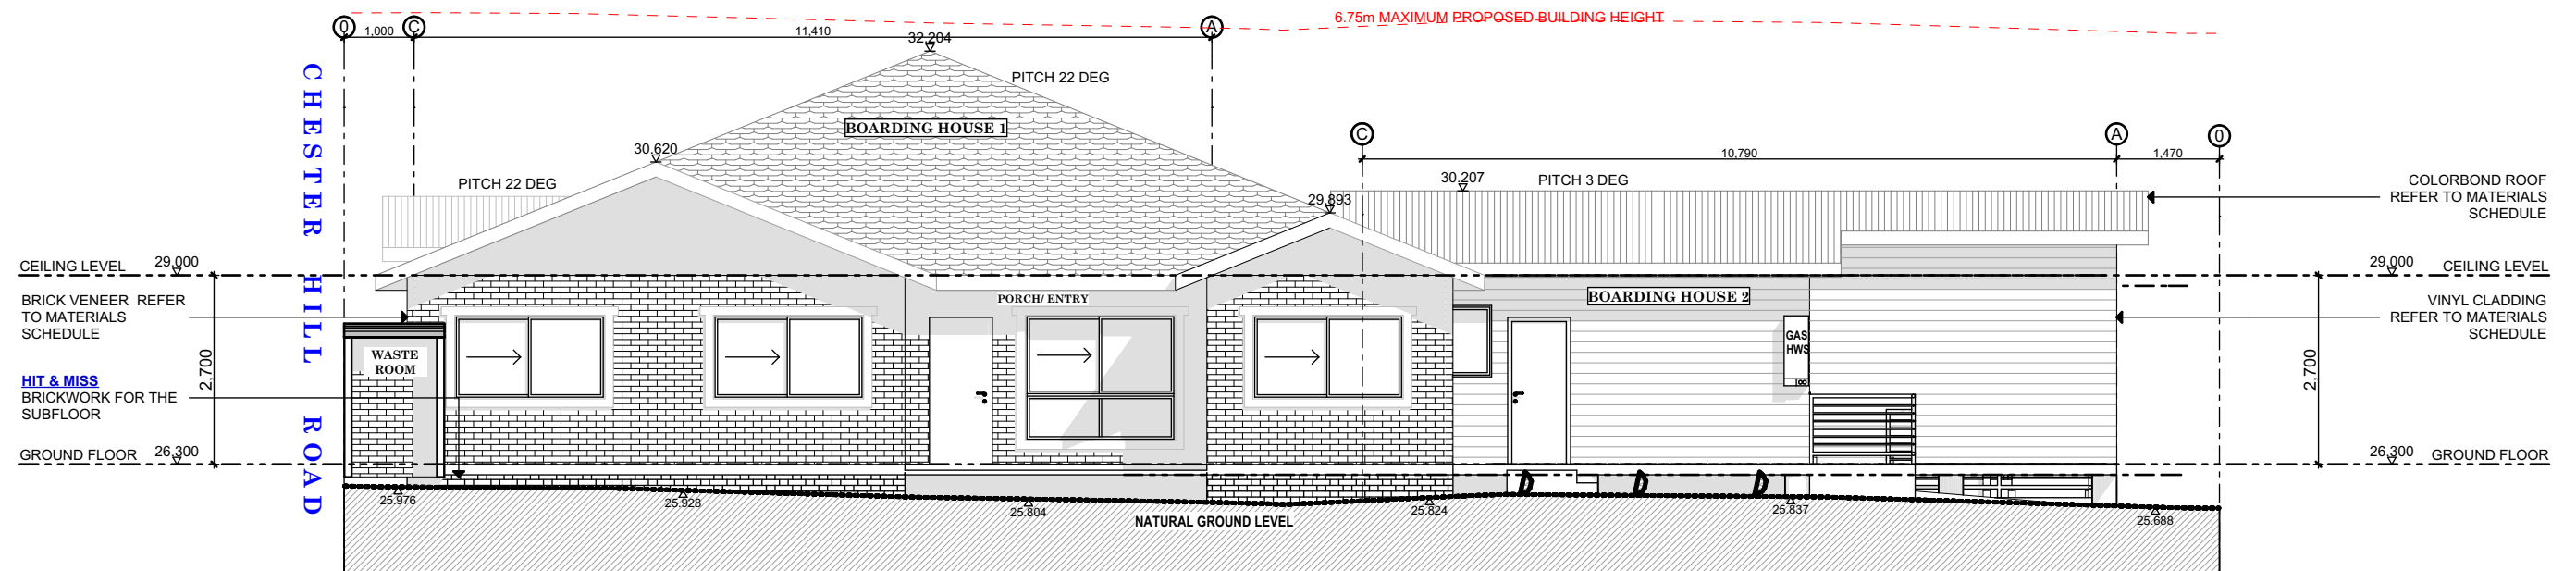 6.75m MAXIMUM PROPOSED BUILDING HEIGHT
0
C
A
1,000
11,410
32.204
PITCH 22 DEG
BOARDING HOUSE 1
30.620
PITCH 22 DEG
C
A
0
10,790
1,470
30.207
PITCH 3 DEG
29.893
COLORBOND ROOF
REFER TO MATERIALS
SCHEDULE
CHESTER HILL ROAD
CEILING LEVEL
29.000
29.000
CEILING LEVEL
BRICK VENEER REFER
TO MATERIALS
SCHEDULE
PORCH/ ENTRY
BOARDING HOUSE 2
VINYL CLADDING
REFER TO MATERIALS
SCHEDULE
GAS
HWS
WASTE
ROOM
2,700
2,700
HIT & MISS
BRICKWORK FOR THE
SUBFLOOR
GROUND FLOOR
26.300
26.300
GROUND FLOOR
25.976
25.928
25.804
NATURAL GROUND LEVEL
25.824
25.837
25.688